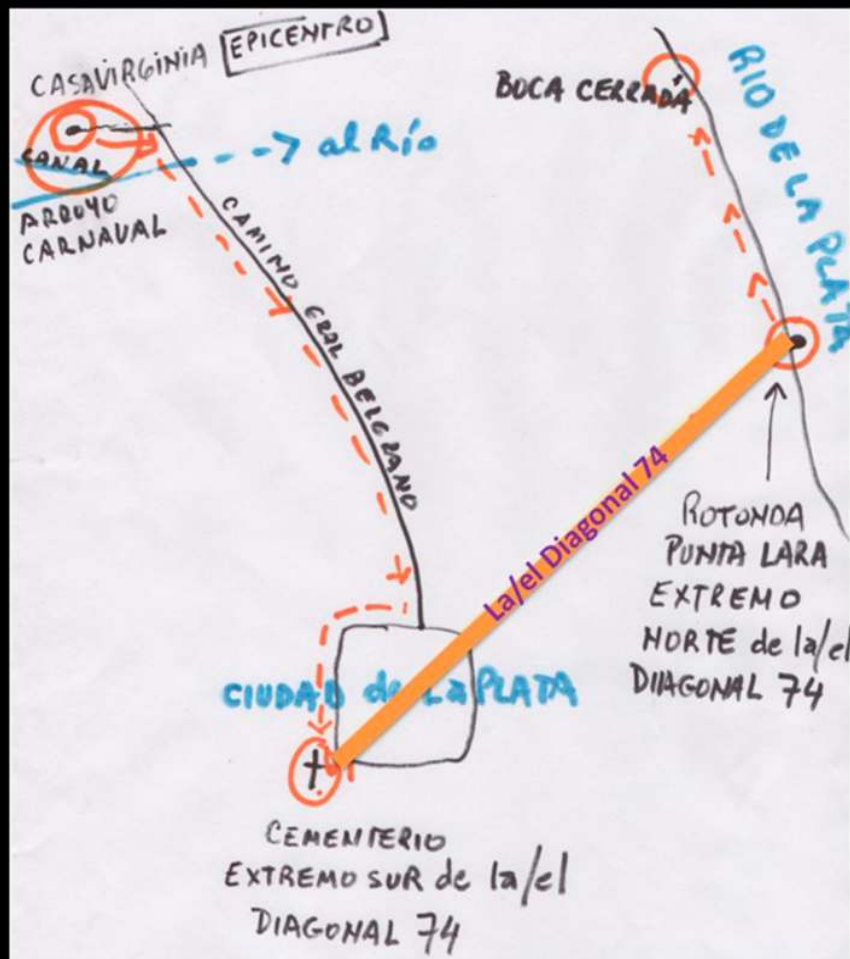 CASAVIRGINIA EPICENTRO
CANAL
ARROYO
CARNAVAL
al Río
CAMINO GRAL BELGRANO
BOCA CERRADA
RIO DE LA PLATA
La/el Diagonal 74
ROTONDA
PUNTA LARA
EXTREMO
NORTE de la/el
DIAGONAL 74
CIUDAD de LA PLATA
CEMENTERIO
EXTREMO SUR de la/el
DIAGONAL 74